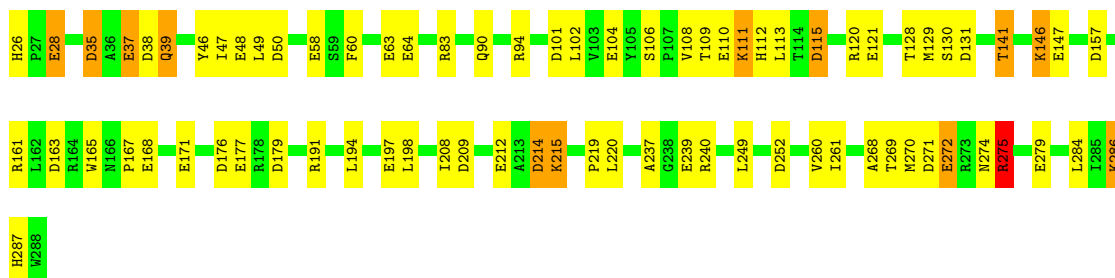 H26 P27 E28 D35 A36 E37 D38 Q39 Y46 I47 E48 L49 D50 E58 S59 F60 E63 E64 R83 Q90 R94 D101 L102 V103 E104 Y105 S106 P107 V108 T109 E110 K111 H112 L113 T114 D115 R120 E121 T128 M129 S130 D131 T141 K146 E147 D157
R161 L162 D163 R164 W165 N166 P167 E168 E171 D176 E177 R178 D179 R191 L194 E197 L198 I208 D209 E212 A213 D214 K215 P219 L220 A237 G238 E239 R240 L249 D252 V260 I261 A268 T269 M270 D271 E272 R273 N274 R275 E279 L284 I285 K286
H287 W288